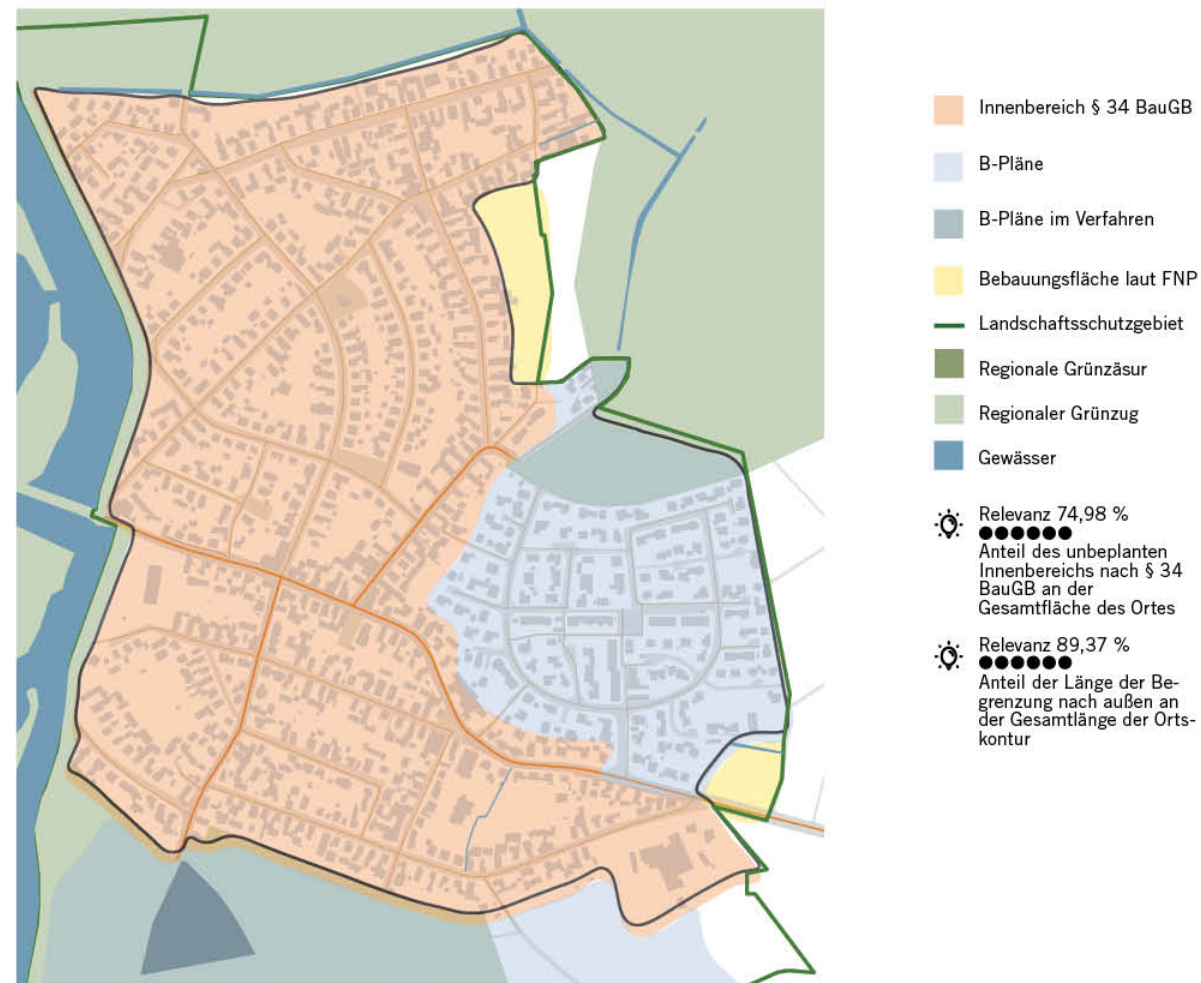 Innenbereich § 34 BauGB
B-Pläne
B-Pläne im Verfahren
Bebauungsfläche laut FNP
Landschaftsschutzgebiet
Regionale Grünzäsur
Regionaler Grünzug
Gewässer
Relevanz 74,98 %
Anteil des unbeplanten
Innenbereichs nach § 34
BauGB an der
Gesamtfläche des Ortes
Relevanz 89,37 %
Anteil der Länge der Be-
grenzung nach außen an
der Gesamtlänge der Orts-
kontur